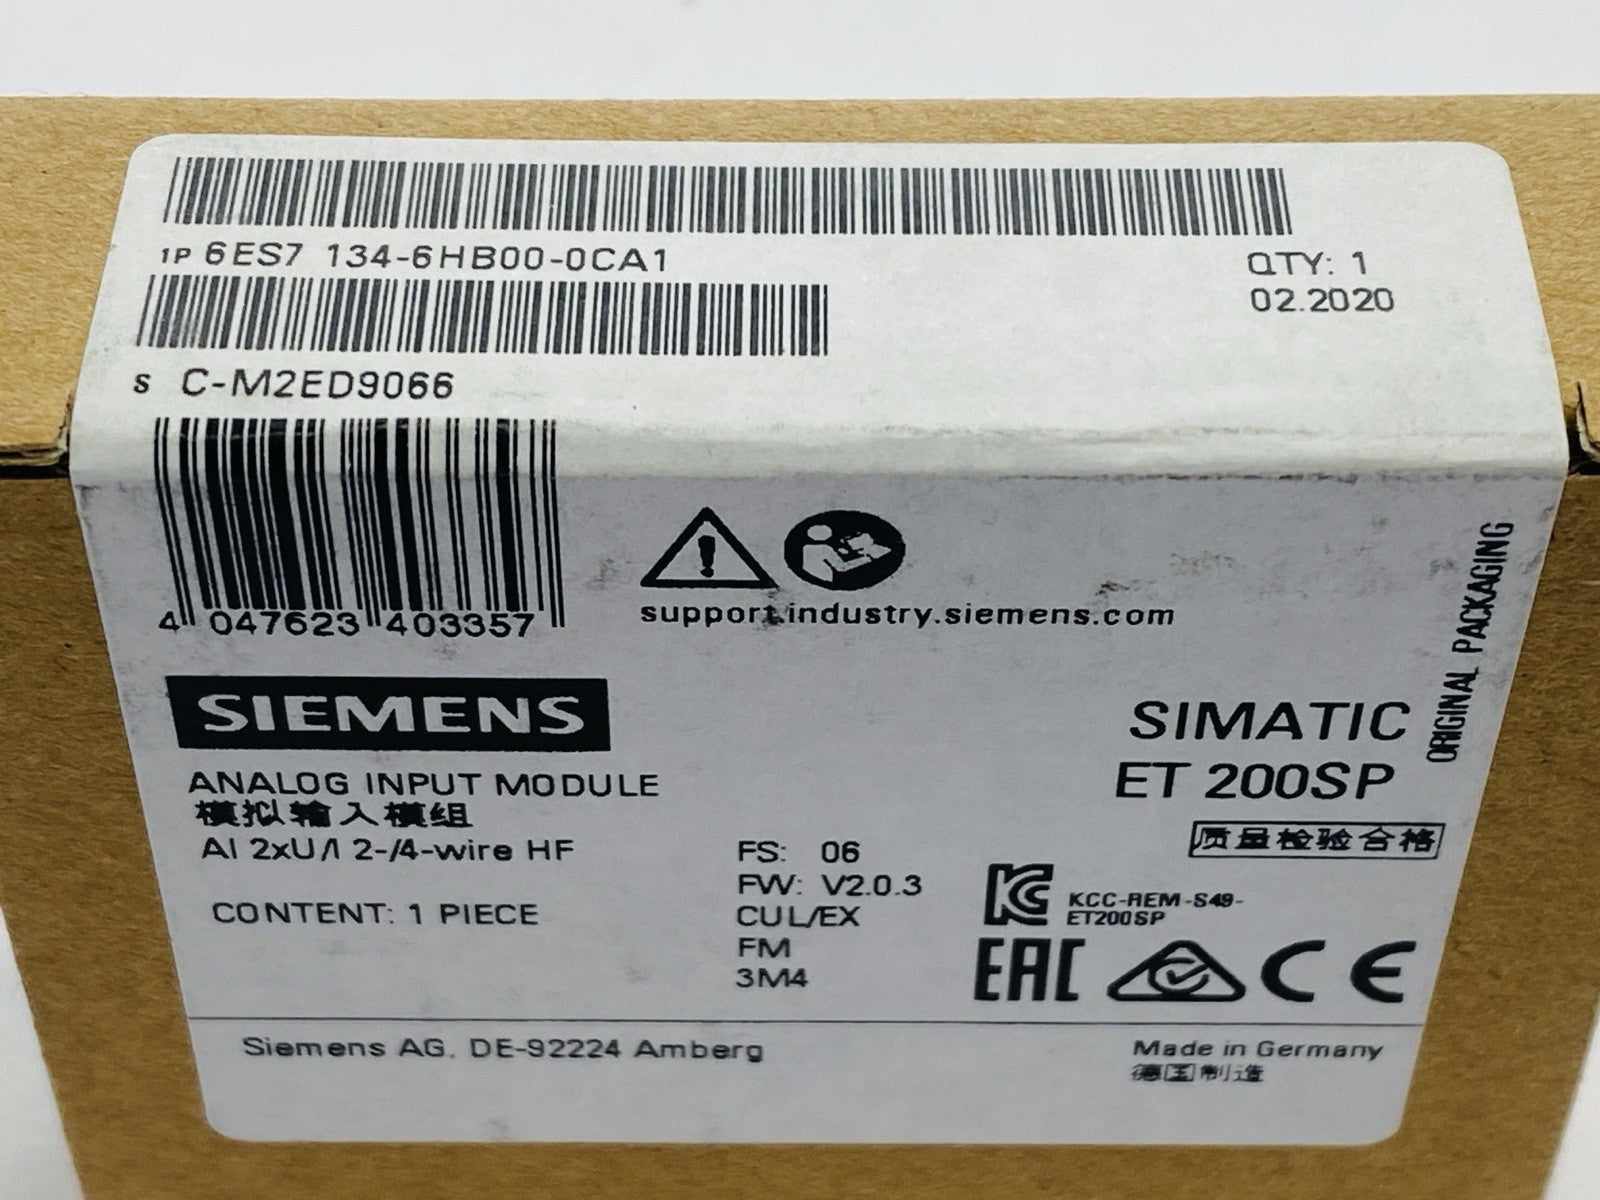 1P 6ES7 134-6HB00-0CA1
QTY: 1
02.2020
S C-M2ED9066
4 047623 403357
support.industry.siemens.com
ORIGINAL PACKAGING
SIEMENS
SIMATIC
ET 200SP
ANALOG INPUT MODULE
模拟输入模组
AI 2xU/I 2-/4-wire HF
质量检验合格
CONTENT: 1 PIECE
FS: 06
FW: V2.0.3
CUL/EX
FM
3M4
KCC-REM-S49-
ET200SP
EAC
CE
Siemens AG, DE-92224 Amberg
Made in Germany
德国制造